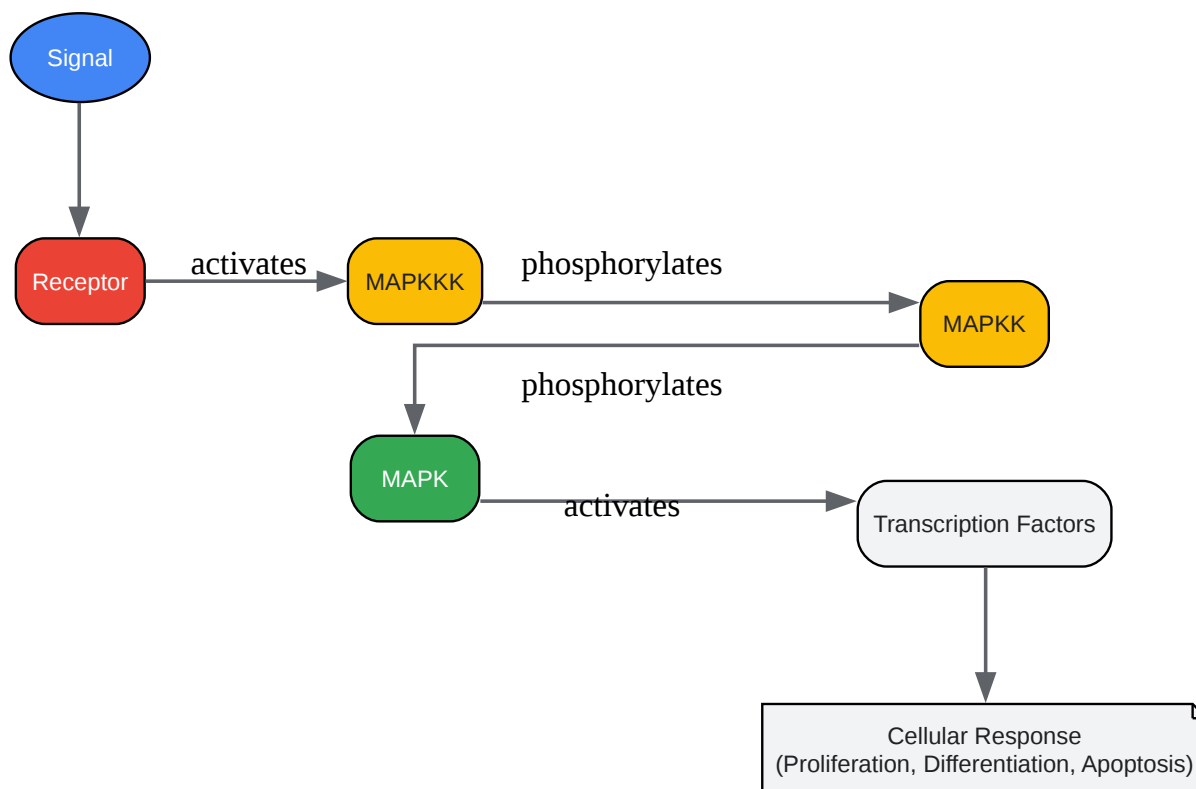 Signal
Receptor
activates
MAPKKK
phosphorylates
MAPKK
phosphorylates
MAPK
activates
Transcription Factors
Cellular Response
(Proliferation, Differentiation, Apoptosis)